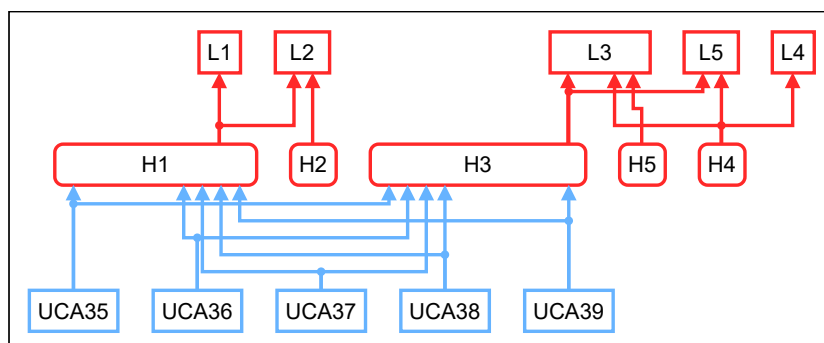 L1 L2 L3 L5 L4
H1 H2 H3 H5 H4
UCA35 UCA36 UCA37 UCA38 UCA39